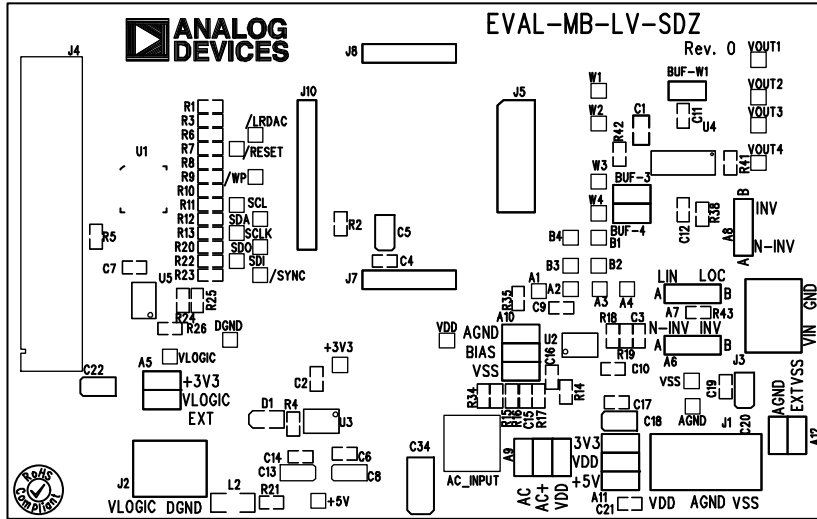 ANALOG
DEVICES
EVAL-MB-LV-SDZ
Rev. 0
J4
J8
VOUT1
BUF-W1
W1
VOUT2
J10
J5
R1
R3
R6
R7
R8
R9
R10
R11
R12
R13
R20
R22
R23
/LRDAC
/RESET
/WP
SCL
SDA
SCLK
SDO
SDI
/SYNC
U1
W2
C1
C11
U4
VOUT3
R42
VOUT4
R41
W3
BUF-3
W4
BUF-4
C12
R38
B
INV
A8
N-INV
A
R5
R2
C5
C4
B4
B1
B3
B2
C7
U5
J7
A1
A2
A3
A4
LIN
LOC
A
B
A7
R43
GND
VIN
R24
R25
R26
DGND
VDD
R35
C9
A10
AGND
BIAS
VSS
U2
R18
C3
R19
N-INV
INV
A
B
A6
C16
C10
C22
A5
VLOGIC
+3V3
VLOGIC
EXT
+3V3
C2
R34
R15
R16
C15
R17
R14
VSS
C19
J3
C20
C17
C18
AGND
J1
AGND
EXTVSS
A12
D1
R4
U3
C14
C13
C6
C8
C34
AC_INPUT
A9
AC
AC+
VDD
3V3
VDD
+5V
A11
C21
VDD
AGND
VSS
J2
VLOGIC
DGND
L2
R21
+5V
RoHS
Compliant